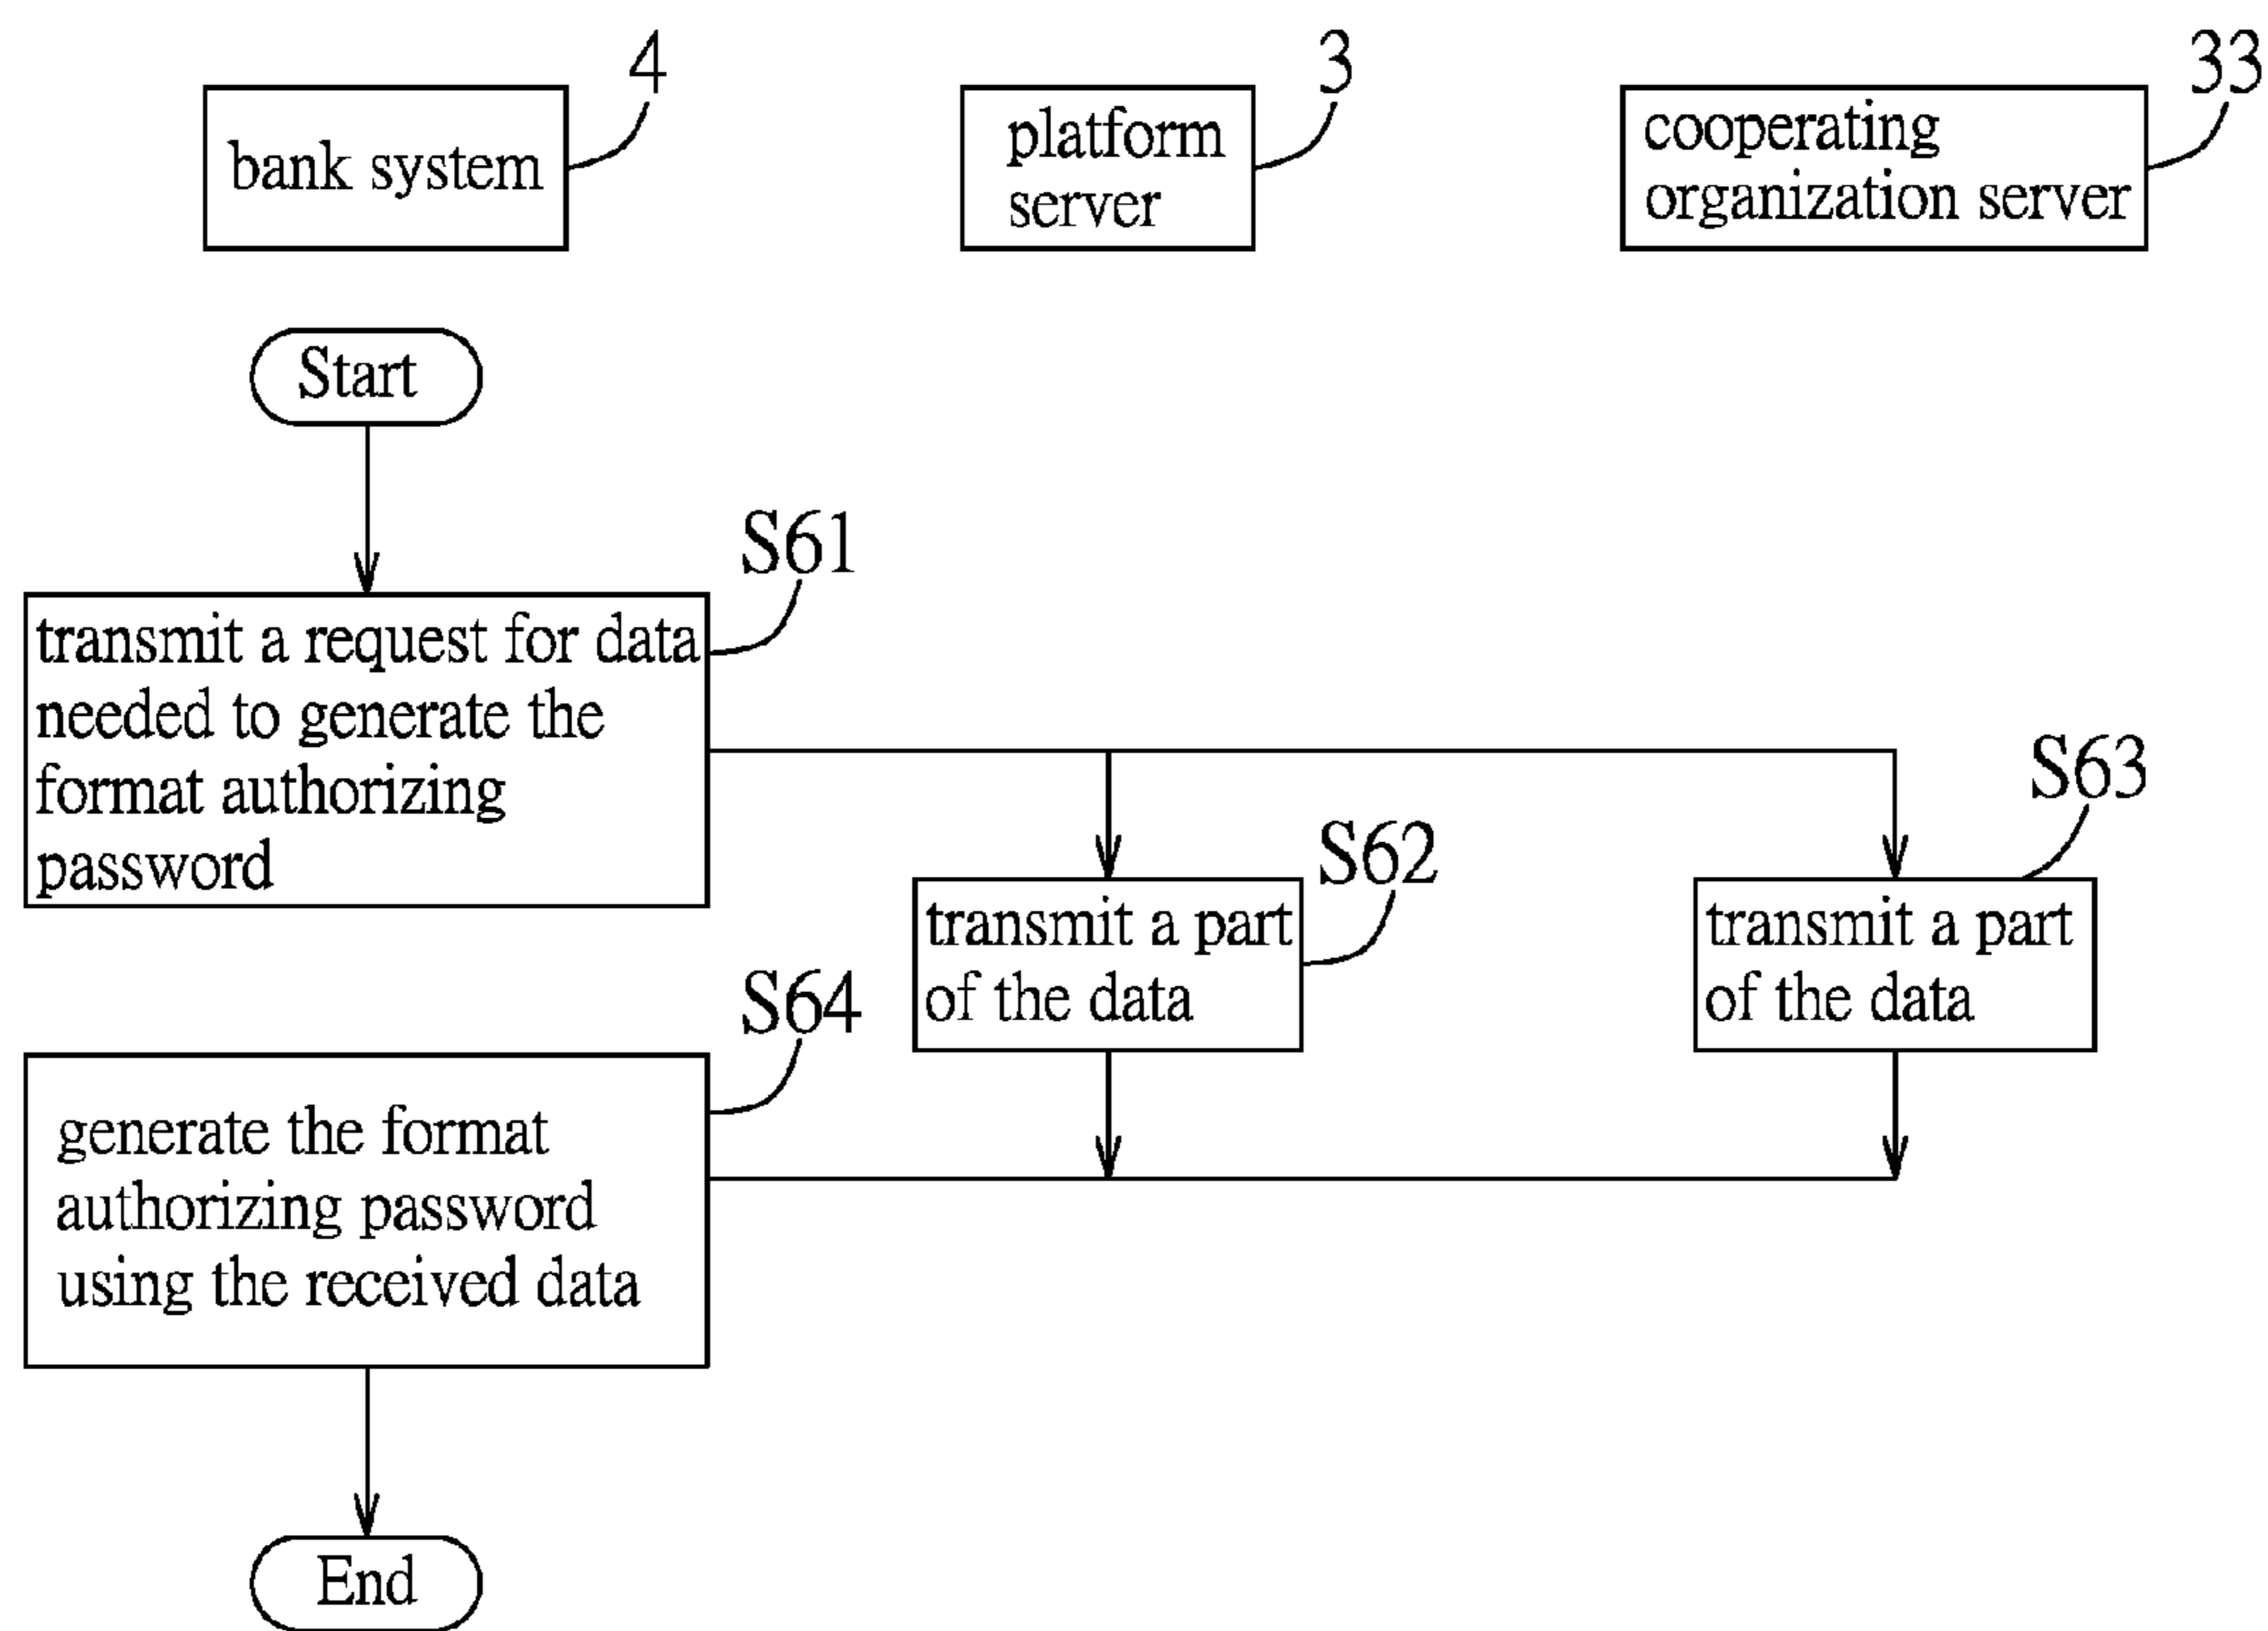 4
3
33
bank system
platform
server
cooperating
organization server
Start
S61
transmit a request for data
needed to generate the
format authorizing
password
S62
transmit a part
of the data
S63
transmit a part
of the data
S64
generate the format
authorizing password
using the received data
End